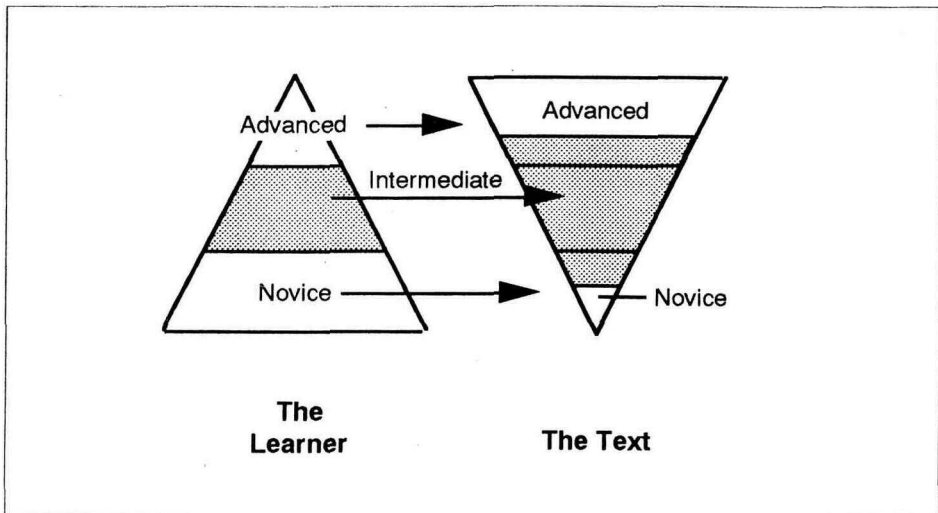 Advanced
Advanced
Intermediate
Novice
Novice
The
Learner
The Text